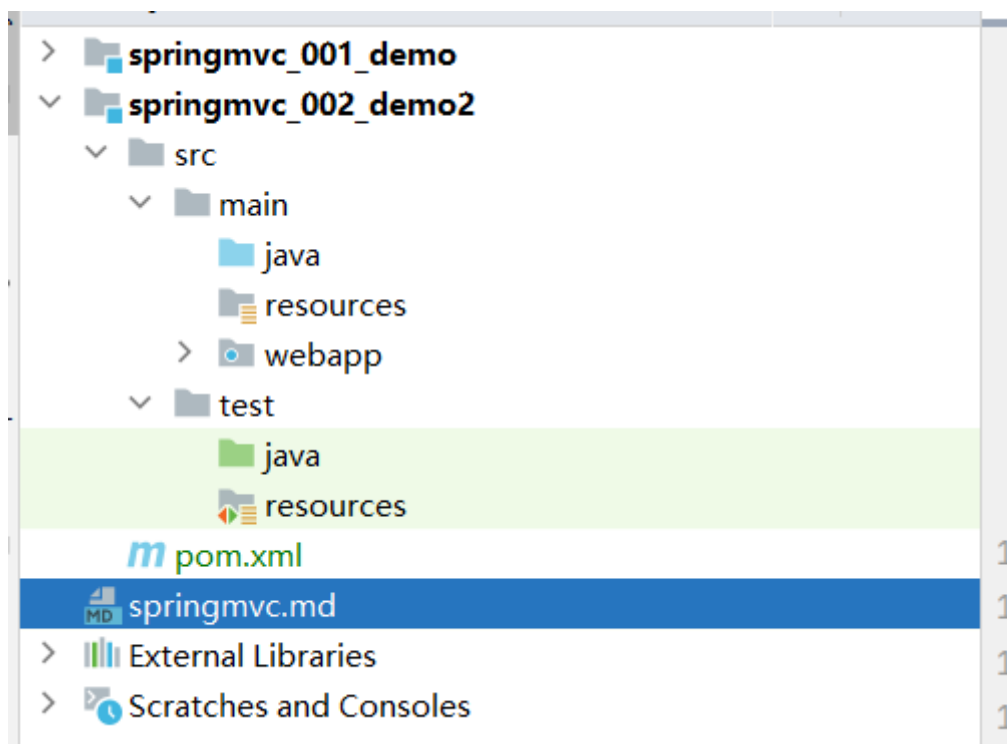 springmvc_001_demo
springmvc_002_demo2
src
main
java
resources
webapp
test
java
resources
pom.xml
springmvc.md
External Libraries
Scratches and Consoles